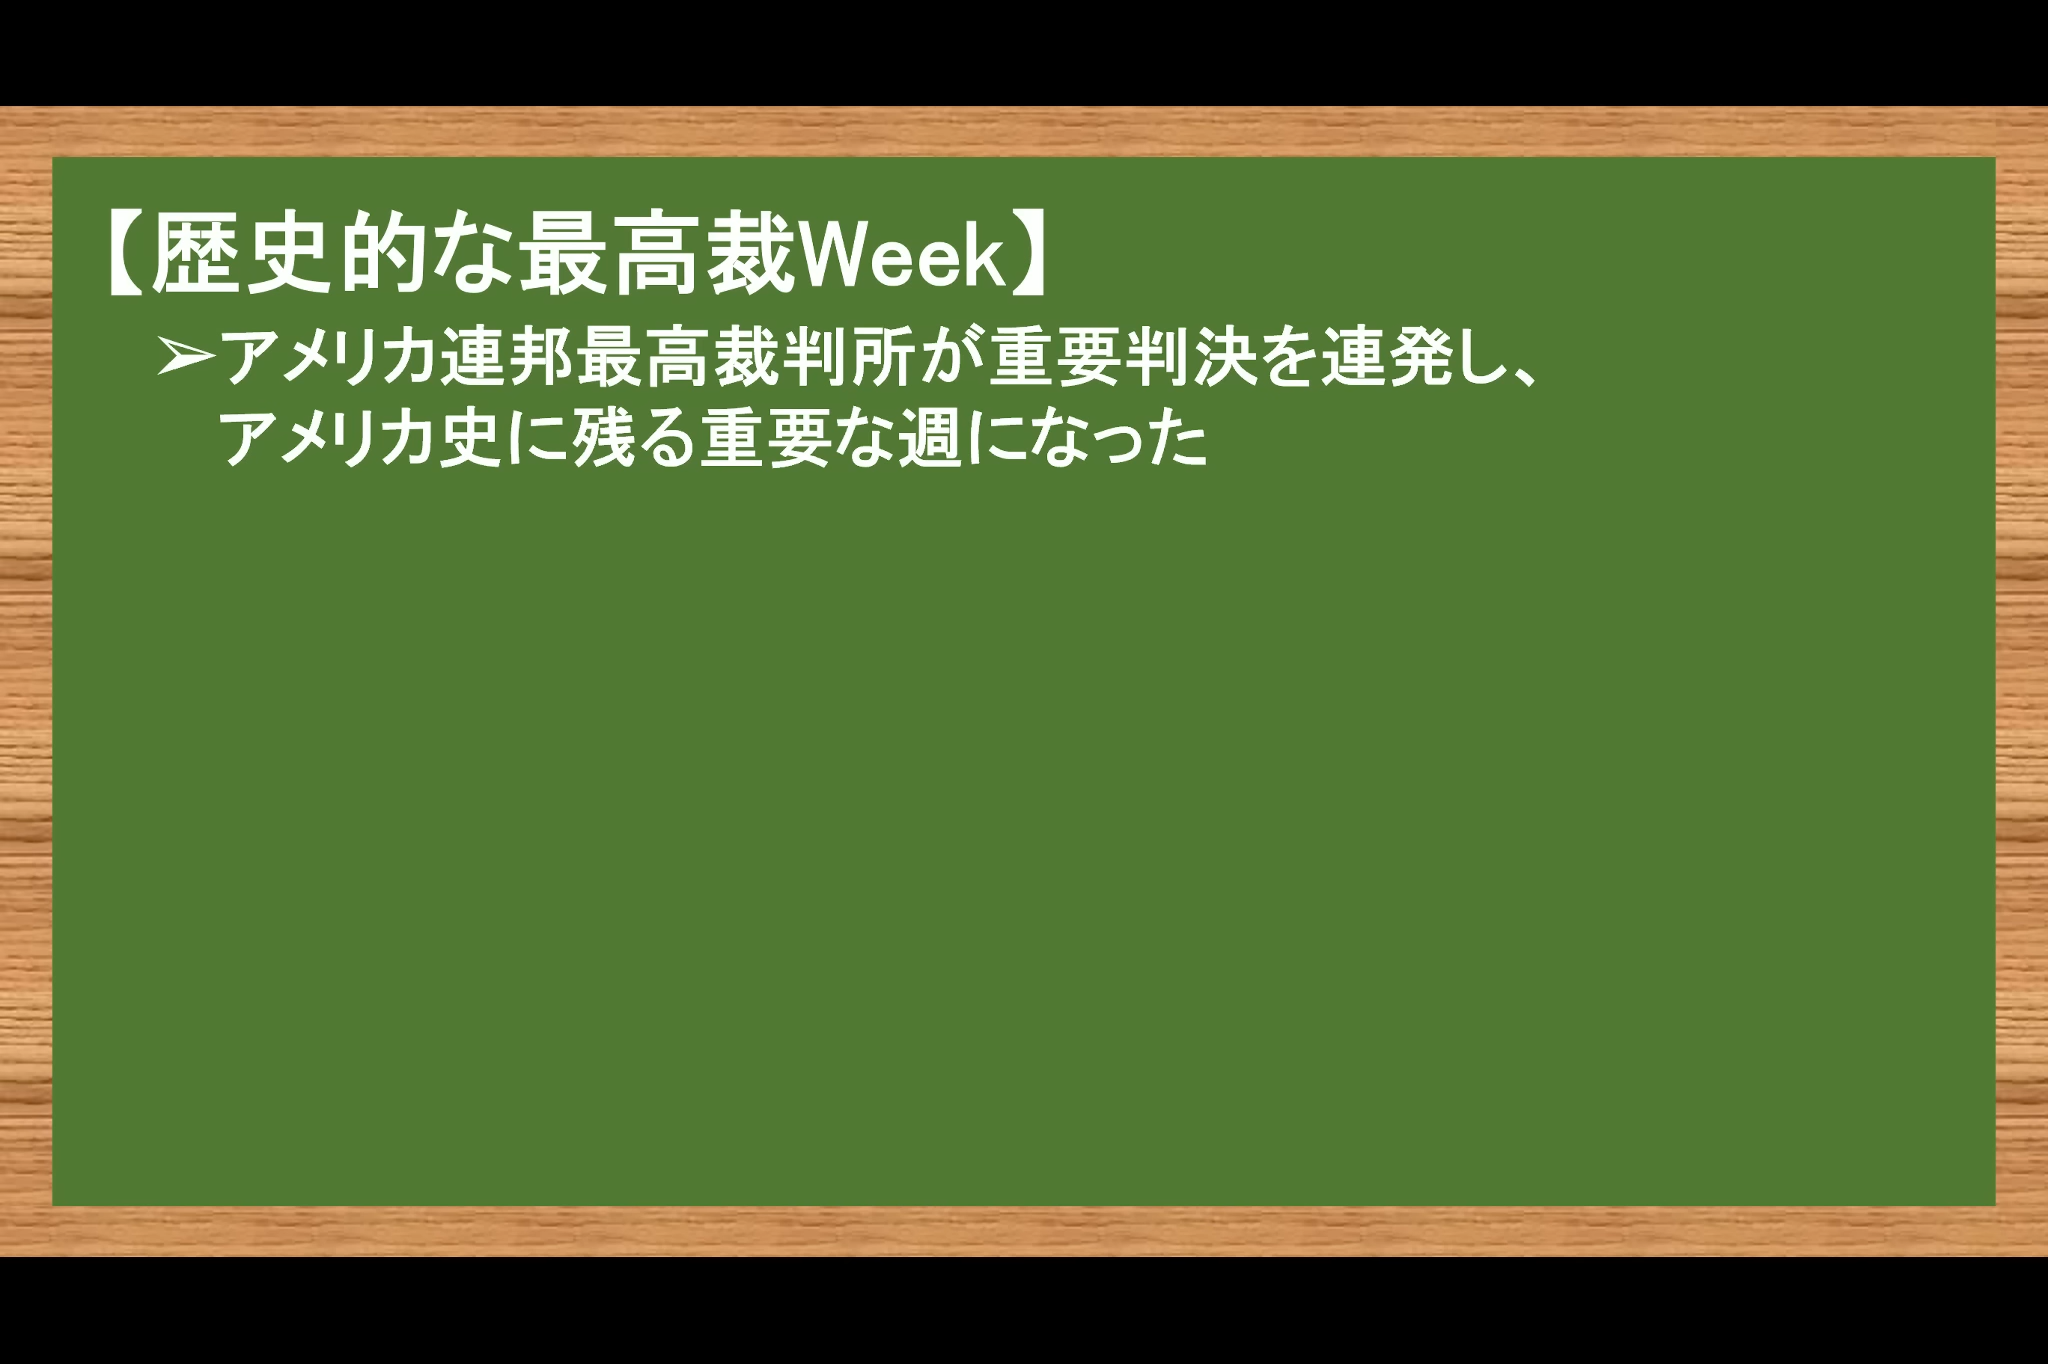 【歴史的な最高裁Week】
➢アメリカ連邦最高裁判所が重要判決を連発し、
アメリカ史に残る重要な週になった